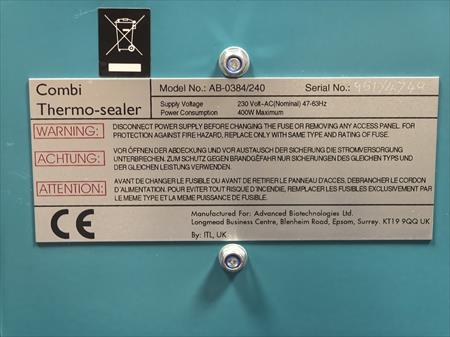 Combi
Thermo-sealer
Model No.: AB-0384/240
Serial No.:
Supply Voltage 230 Volt~AC(Nominal) 47-63Hz
Power Consumption 400W Maximum
WARNING:
DISCONNECT POWER SUPPLY BEFORE CHANGING THE FUSE OR REMOVING ANY ACCESS PANEL. FOR
PROTECTION AGAINST FIRE HAZARD, REPLACE ONLY WITH SAME TYPE AND RATING OF FUSE.
ACHTUNG:
VOR ÖFFNEN DER ABDECKUNG UND VOR AUSTAUSCH DER SICHERUNG DIE STROMVERSORGUNG
UNTERBRECHEN. ZUM SCHUTZ GEGEN BRANDGEFÄHR NUR SICHERUNGEN DES GLEICHEN TYPS UND
DER GLEICHEN LEISTUNG VERWENDEN.
ATTENTION:
AVANT DE CHANGER LE FUSIBLE OU AVANT DE RETIRER LE PANNEAU D'ACCÈS, DEBRANCHER LE CORDON
D'ALIMENTATION. POUR EVITER TOUT RISQUE D'INCENDIE, REMPLACER LES FUSIBLES EXCLUSIVEMENT PAR
LE MEME TYPE ET LA MEME PUISSANCE DE FUSIBLE.
CE
Manufactured For: Advanced Biotechnologies Ltd.
Longmead Business Centre, Blenheim Road, Epsom, Surrey. KT19 9QQ UK
By: ITL, UK